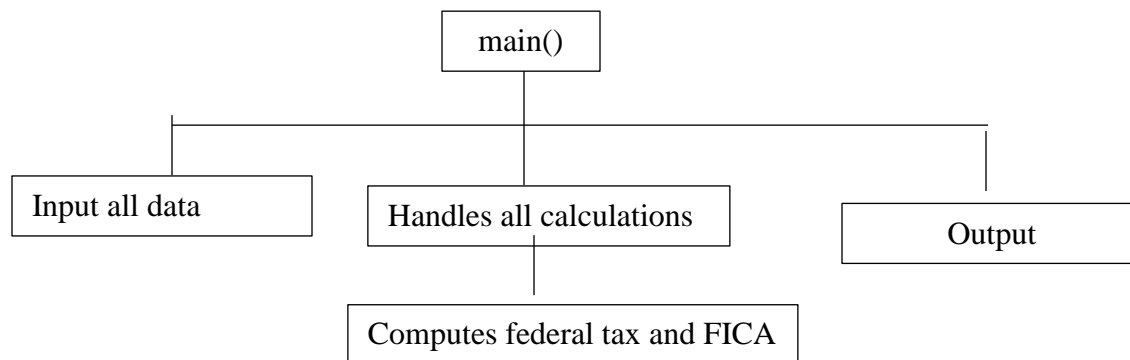 main()
Input all data
Handles all calculations
Output
Computes federal tax and FICA